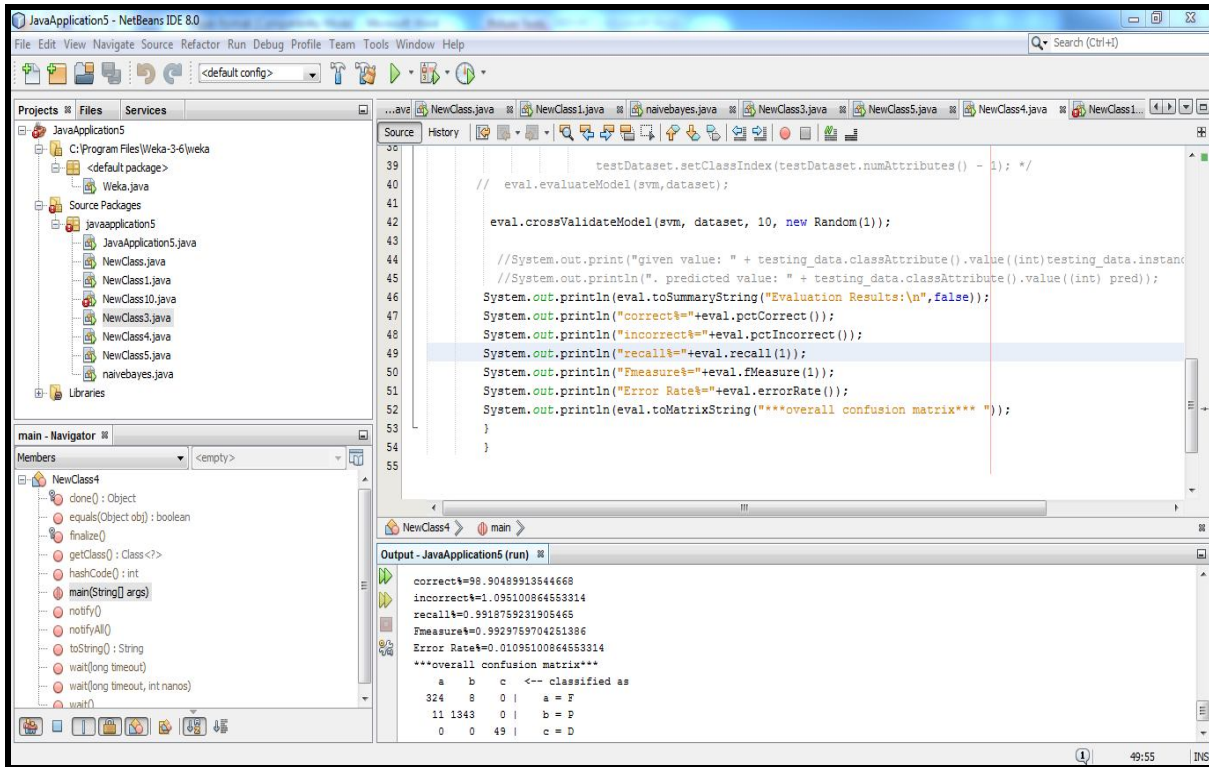 JavaApplication5 - NetBeans IDE 8.0
File Edit View Navigate Source Refactor Run Debug Profile Team Tools Window Help
Search (Ctrl+I)
<default config>
Projects Files Services
JavaApplication5
C:\Program Files\Weka-3-6\weka
<default package>
Weka.java
Source Packages
javaapplication5
JavaApplication5.java
NewClass.java
NewClass1.java
NewClass10.java
NewClass3.java
NewClass4.java
NewClass5.java
naivebayes.java
Libraries
main - Navigator
Members <empty>
NewClass4
done() : Object
equals(Object obj) : boolean
finalize()
getClass() : Class<?>
hashCode() : int
main(String[] args)
notify()
notifyAll()
toString() : String
wait(long timeout)
wait(long timeout, int nanos)
wait()
...ava NewClass.java NewClass1.java naivebayes.java NewClass3.java NewClass5.java NewClass4.java NewClass1...
Source History
38
39 testDataset.setClassIndex(testDataset.numAttributes() - 1); */
40 // eval.evaluateModel(svm,dataset);
41
42 eval.crossValidateModel(svm, dataset, 10, new Random(1));
43
44 //System.out.print("given value: " + testing_data.classAttribute().value((int)testing_data.instanc
45 //System.out.println(". predicted value: " + testing_data.classAttribute().value((int) pred));
46 System.out.println(eval.toSummaryString("Evaluation Results:\n",false));
47 System.out.println("correct%="+eval.pctCorrect());
48 System.out.println("incorrect%="+eval.pctIncorrect());
49 System.out.println("recall%="+eval.recall(1));
50 System.out.println("Fmeasure%="+eval.fMeasure(1));
51 System.out.println("Error Rate%="+eval.errorRate());
52 System.out.println(eval.toMatrixString("***overall confusion matrix*** "));
53 }
54 }
55
NewClass4 main
Output - JavaApplication5 (run)
correct%=98.90489913544668
incorrect%=1.095100864553314
recall%=0.9918759231905465
Fmeasure%=0.9929759704251386
Error Rate%=0.01095100864553314
***overall confusion matrix***
a b c <-- classified as
324 8 0 | a = F
11 1343 0 | b = P
0 0 49 | c = D
49:55 INS